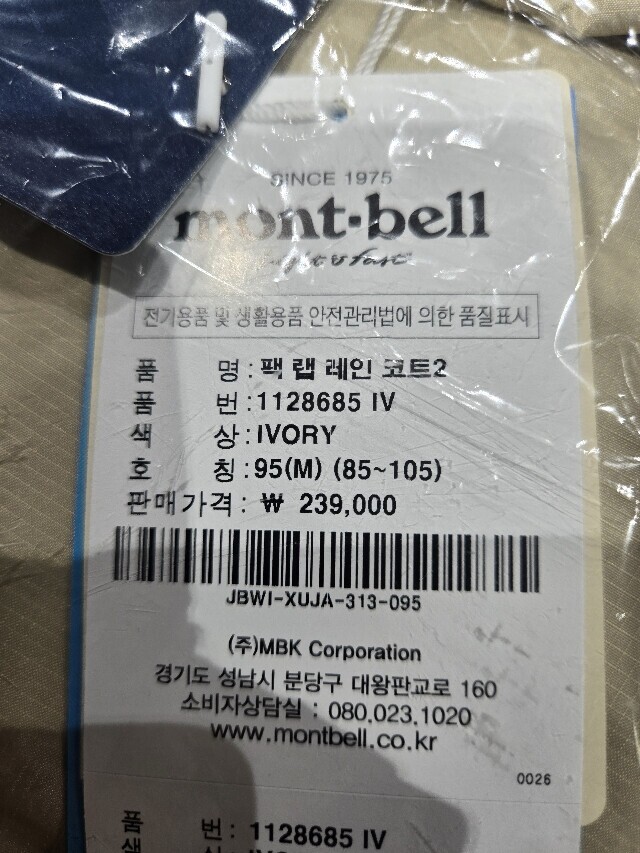 SINCE 1975
mont·bell
light & fast
전기용품 및 생활용품 안전관리법에 의한 품질표시
품 명 : 팩 랩 레인 코트2
품 번 : 1128685 IV
색 상 : IVORY
호 칭 : 95(M) (85~105)
판매가격 : ₩ 239,000
JBWI-XUJA-313-095
(주)MBK Corporation
경기도 성남시 분당구 대왕판교로 160
소비자상담실 : 080.023.1020
www.montbell.co.kr
0026
품 번 : 1128685 IV